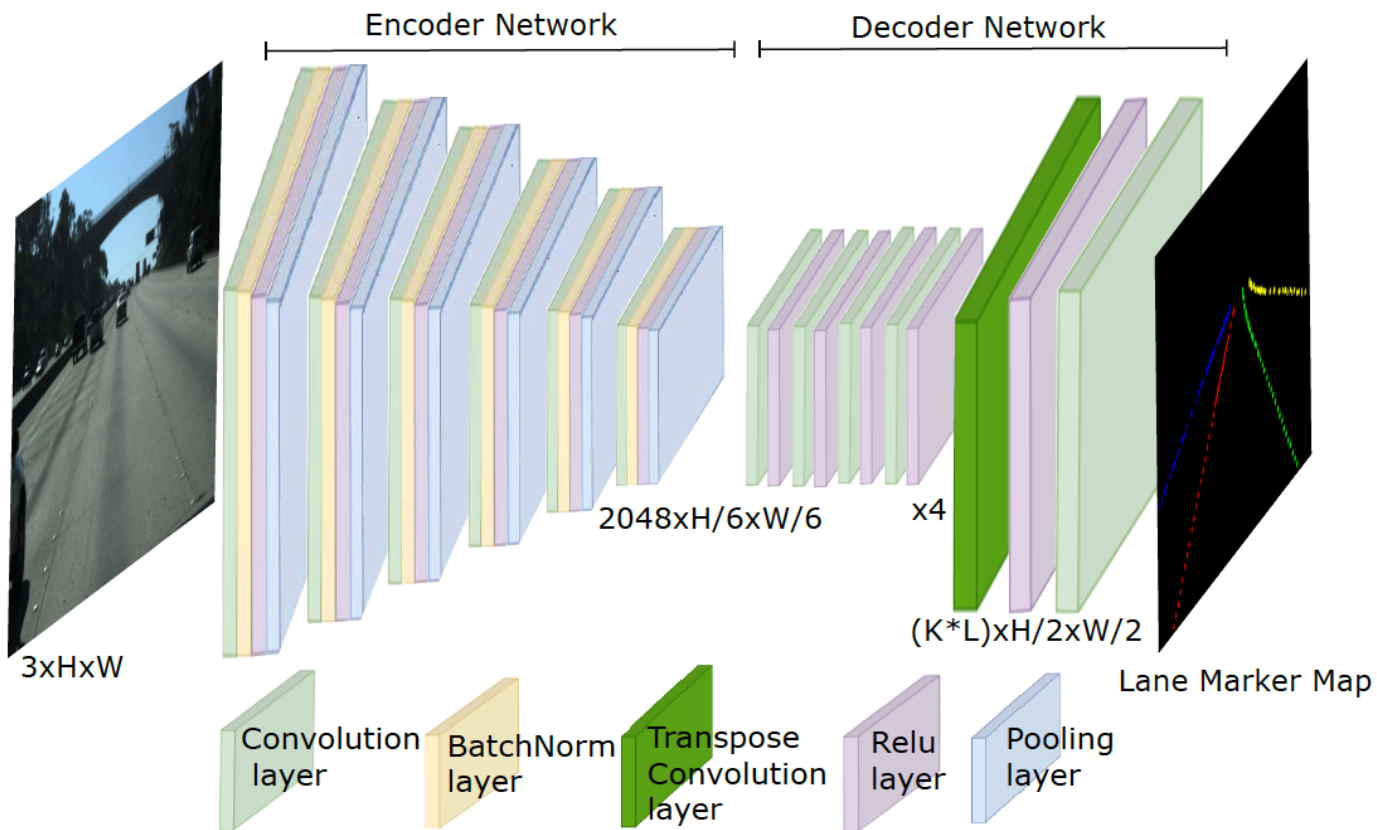 Encoder Network
Decoder Network
2048xH/6xW/6
x4
(K*L)xH/2xW/2
3xHxW
Lane Marker Map
Convolution
layer
BatchNorm
layer
Transpose
Convolution
layer
Relu
layer
Pooling
layer